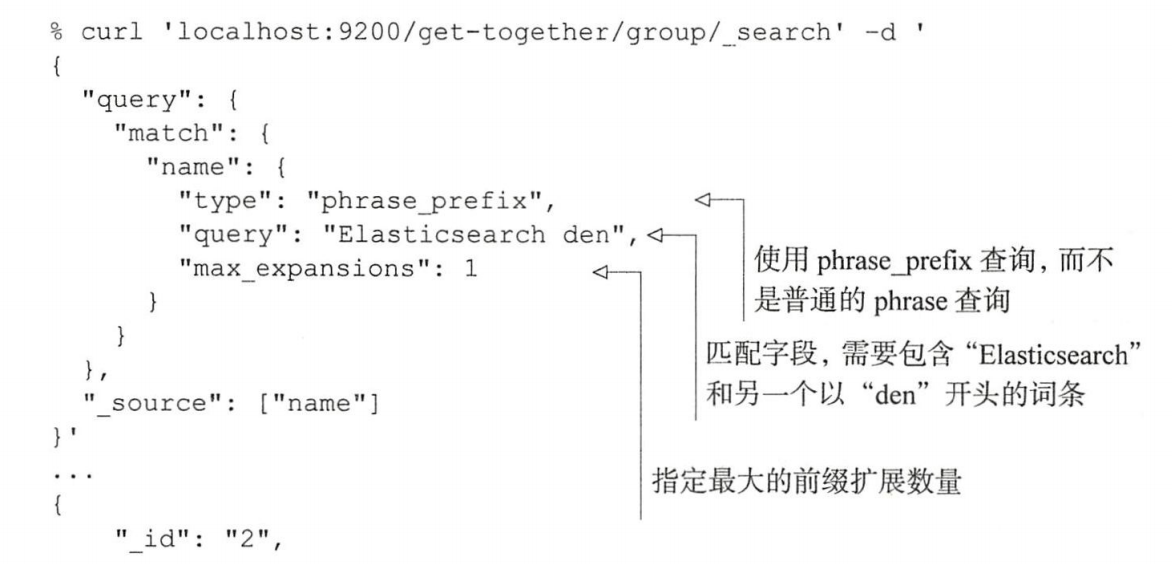 % curl 'localhost:9200/get-together/group/_search' -d '
{
  "query": {
    "match": {
      "name": {
        "type": "phrase_prefix",
        "query": "Elasticsearch den",
        "max_expansions": 1
      }
    }
  },
  "_source": ["name"]
}'
...
{
    "_id": "2",
使用 phrase_prefix 查询，而不
是普通的 phrase 查询
匹配字段，需要包含“Elasticsearch”
和另一个以“den”开头的词条
指定最大的前缀扩展数量